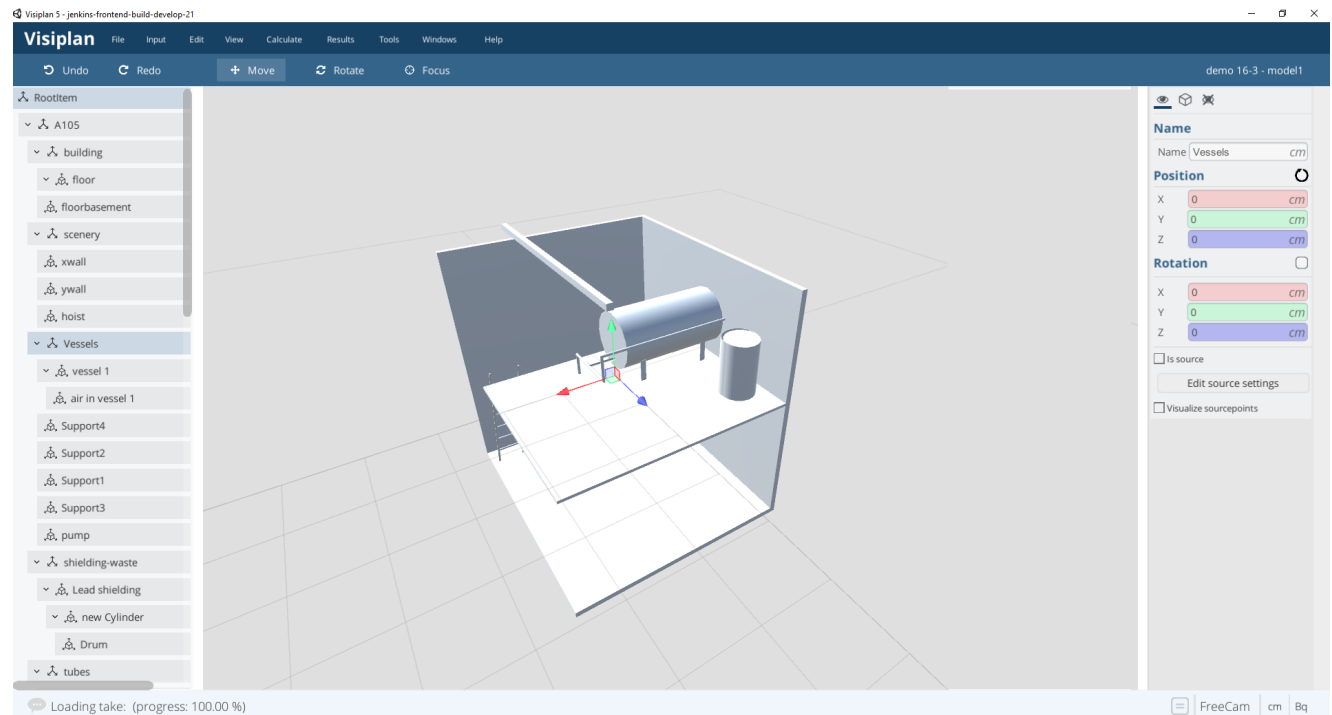 Visiplan 5 - jenkins-frontend-build-develop-21
Visiplan File Input Edit View Calculate Results Tools Windows Help
Undo Redo Move Rotate Focus demo 16-3 - model1
RootItem
A105
building
floor
floorbasement
scenery
xwall
ywall
hoist
Vessels
vessel 1
air in vessel 1
Support4
Support2
Support1
Support3
pump
shielding-waste
Lead shielding
new Cylinder
Drum
tubes
Name
Name Vessels cm
Position
X 0 cm
Y 0 cm
Z 0 cm
Rotation
X 0 cm
Y 0 cm
Z 0 cm
Is source
Edit source settings
Visualize sourcepoints
Loading take: (progress: 100.00 %) FreeCam cm Bq